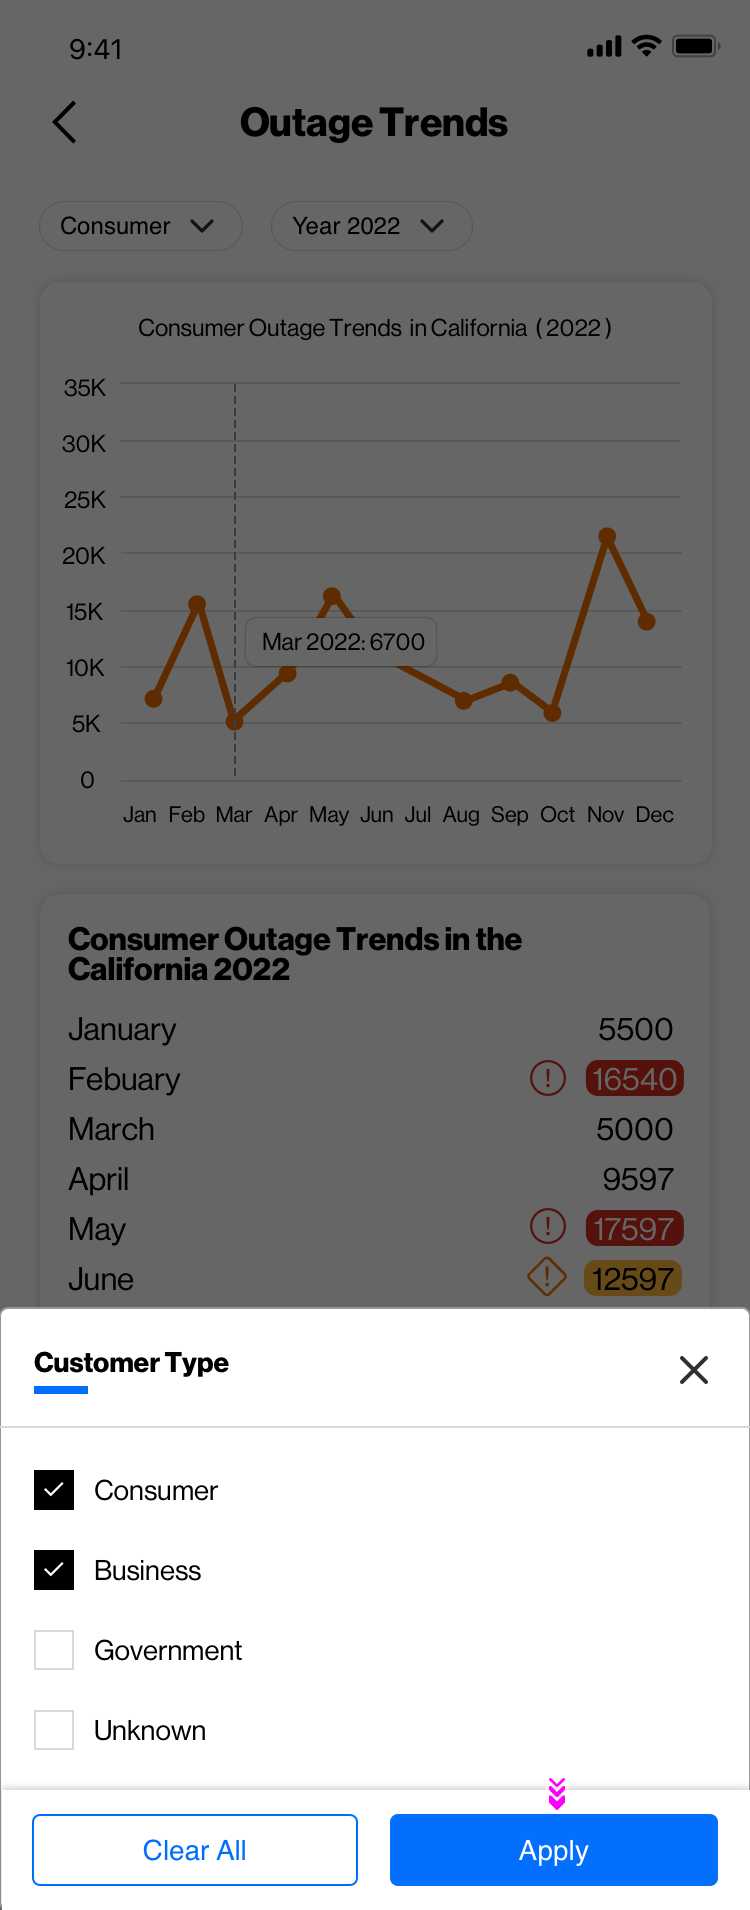 9:41
Outage Trends
Consumer
Year 2022
Consumer Outage Trends in California (2022)
35K
30K
25K
20K
15K
Mar 2022: 6700
10K
5K
0
Jan Feb Mar Apr May Jun Jul Aug Sep Oct Nov Dec
Consumer Outage Trends in the
California 2022
January 5500
Febuary ! 16540
March 5000
April 9597
May ! 17597
June ! 12597
Customer Type
Consumer
Business
Government
Unknown
Clear All
Apply